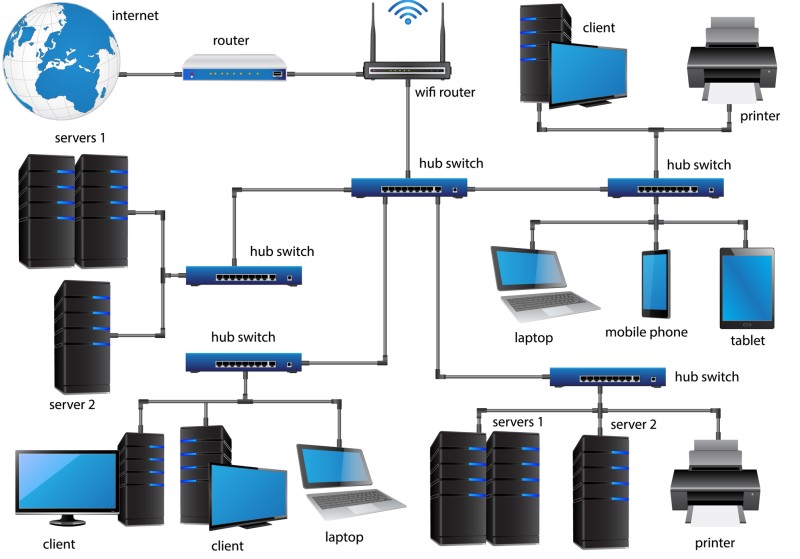 internet
router
wifi router
client
printer
servers 1
hub switch
hub switch
hub switch
laptop
mobile phone
tablet
hub switch
server 2
hub switch
servers 1
server 2
client
client
laptop
printer